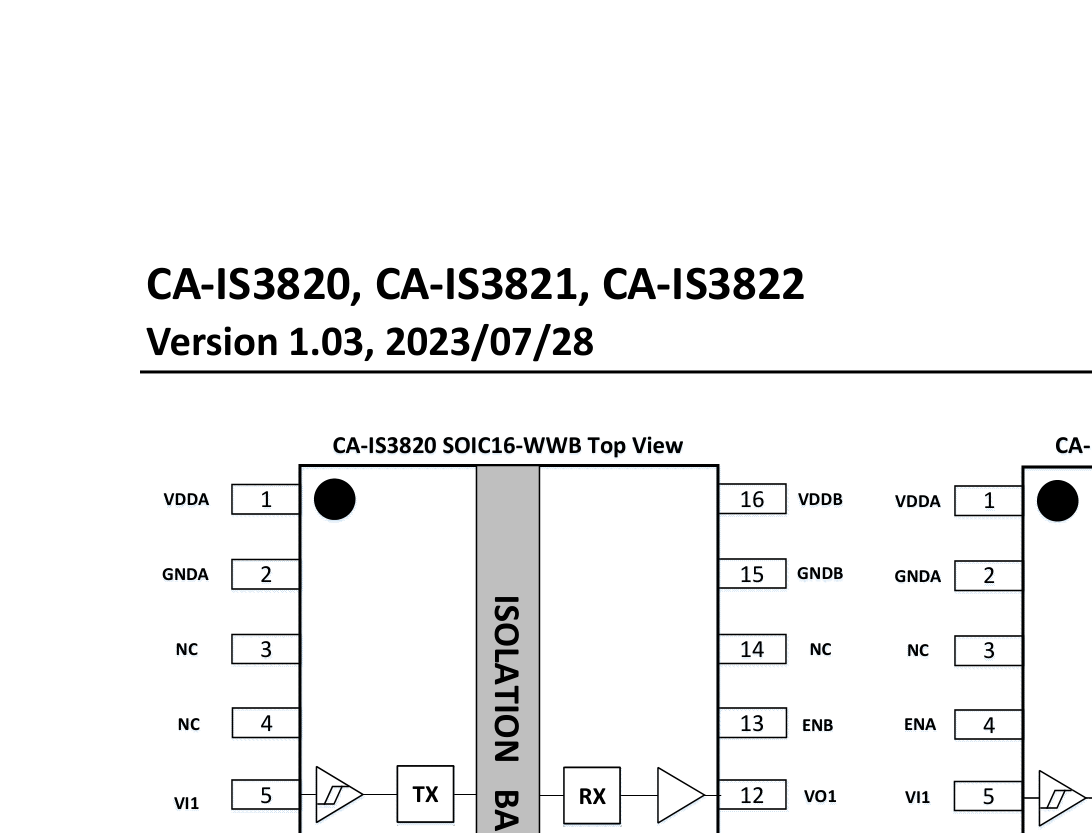 CA-IS3820, CA-IS3821, CA-IS3822
Version 1.03, 2023/07/28
CA-IS3820 SOIC16-WWB Top View
CA-
VDDA 1 16 VDDB VDDA 1
GNDA 2 15 GNDB GNDA 2
NC 3 14 NC NC 3
NC 4 13 ENB ENA 4
VI1 5 TX RX 12 VO1 VI1 5
ISOLATION BA